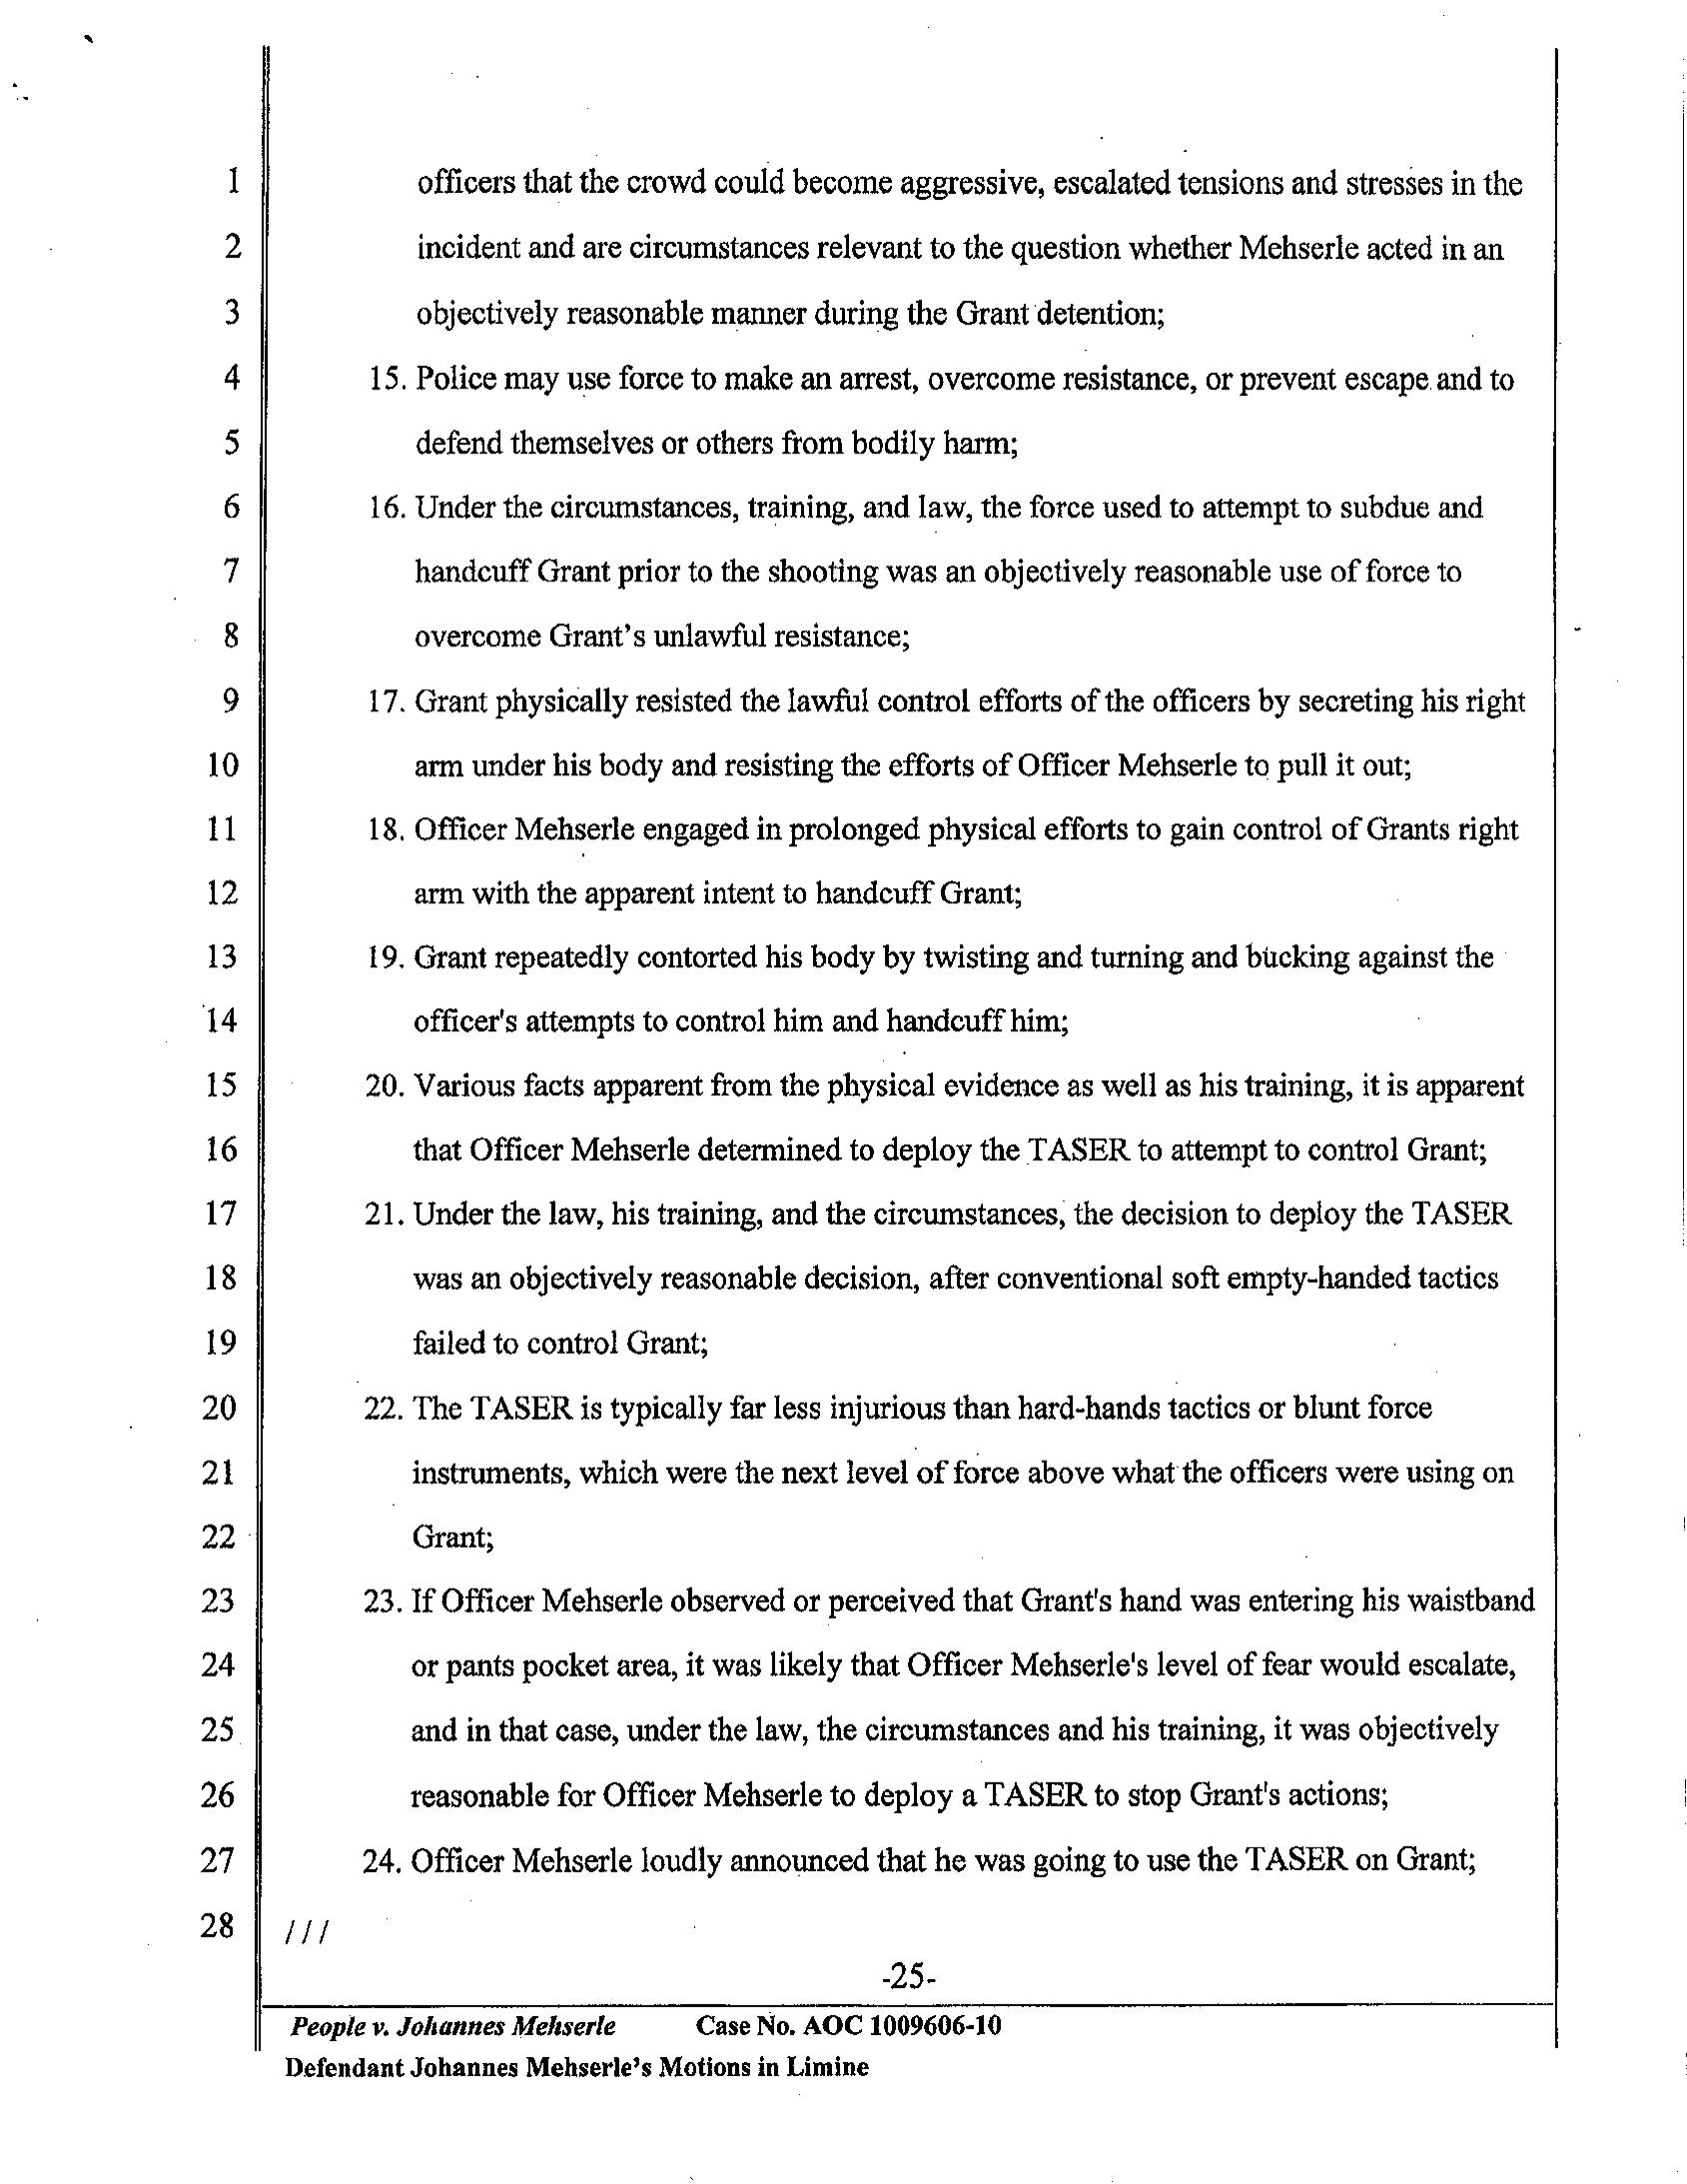 1 officers that the crowd could become aggressive, escalated tensions and stresses in the
2 incident and are circumstances relevant to the question whether Mehserle acted in an
3 objectively reasonable manner during the Grant detention;
4 15. Police may use force to make an arrest, overcome resistance, or prevent escape and to
5 defend themselves or others from bodily harm;
6 16. Under the circumstances, training, and law, the force used to attempt to subdue and
7 handcuff Grant prior to the shooting was an objectively reasonable use of force to
8 overcome Grant's unlawful resistance;
9 17. Grant physically resisted the lawful control efforts of the officers by secreting his right
10 arm under his body and resisting the efforts of Officer Mehserle to pull it out;
11 18. Officer Mehserle engaged in prolonged physical efforts to gain control of Grants right
12 arm with the apparent intent to handcuff Grant;
13 19. Grant repeatedly contorted his body by twisting and turning and bucking against the
14 officer's attempts to control him and handcuff him;
15 20. Various facts apparent from the physical evidence as well as his training, it is apparent
16 that Officer Mehserle determined to deploy the TASER to attempt to control Grant;
17 21. Under the law, his training, and the circumstances, the decision to deploy the TASER
18 was an objectively reasonable decision, after conventional soft empty-handed tactics
19 failed to control Grant;
20 22. The TASER is typically far less injurious than hard-hands tactics or blunt force
21 instruments, which were the next level of force above what the officers were using on
22 Grant;
23 23. If Officer Mehserle observed or perceived that Grant's hand was entering his waistband
24 or pants pocket area, it was likely that Officer Mehserle's level of fear would escalate,
25 and in that case, under the law, the circumstances and his training, it was objectively
26 reasonable for Officer Mehserle to deploy a TASER to stop Grant's actions;
27 24. Officer Mehserle loudly announced that he was going to use the TASER on Grant;
28 ///
-25-
People v. Johannes Mehserle Case No. AOC 1009606-10
Defendant Johannes Mehserle's Motions in Limine